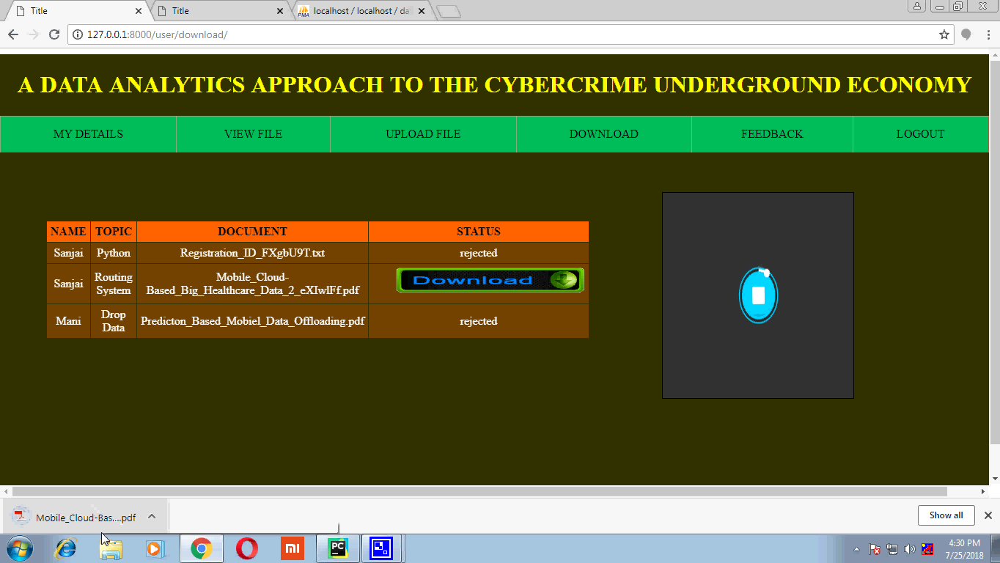 Title
Title
localhost / localhost / da
127.0.0.1:8000/user/download/
A DATA ANALYTICS APPROACH TO THE CYBERCRIME UNDERGROUND ECONOMY
MY DETAILS VIEW FILE UPLOAD FILE DOWNLOAD FEEDBACK LOGOUT
NAME TOPIC DOCUMENT STATUS
Sanjai Python Registration_ID_FXgbU9T.txt rejected
Sanjai Routing System Mobile_Cloud-
Based_Big_Healthcare_Data_2_eXIwlFf.pdf Download
Mani Drop Data Predicton_Based_Mobiel_Data_Offloading.pdf rejected
Mobile_Cloud-Bas....pdf
Show all
PMA
mi
PC
4:30 PM
7/25/2018